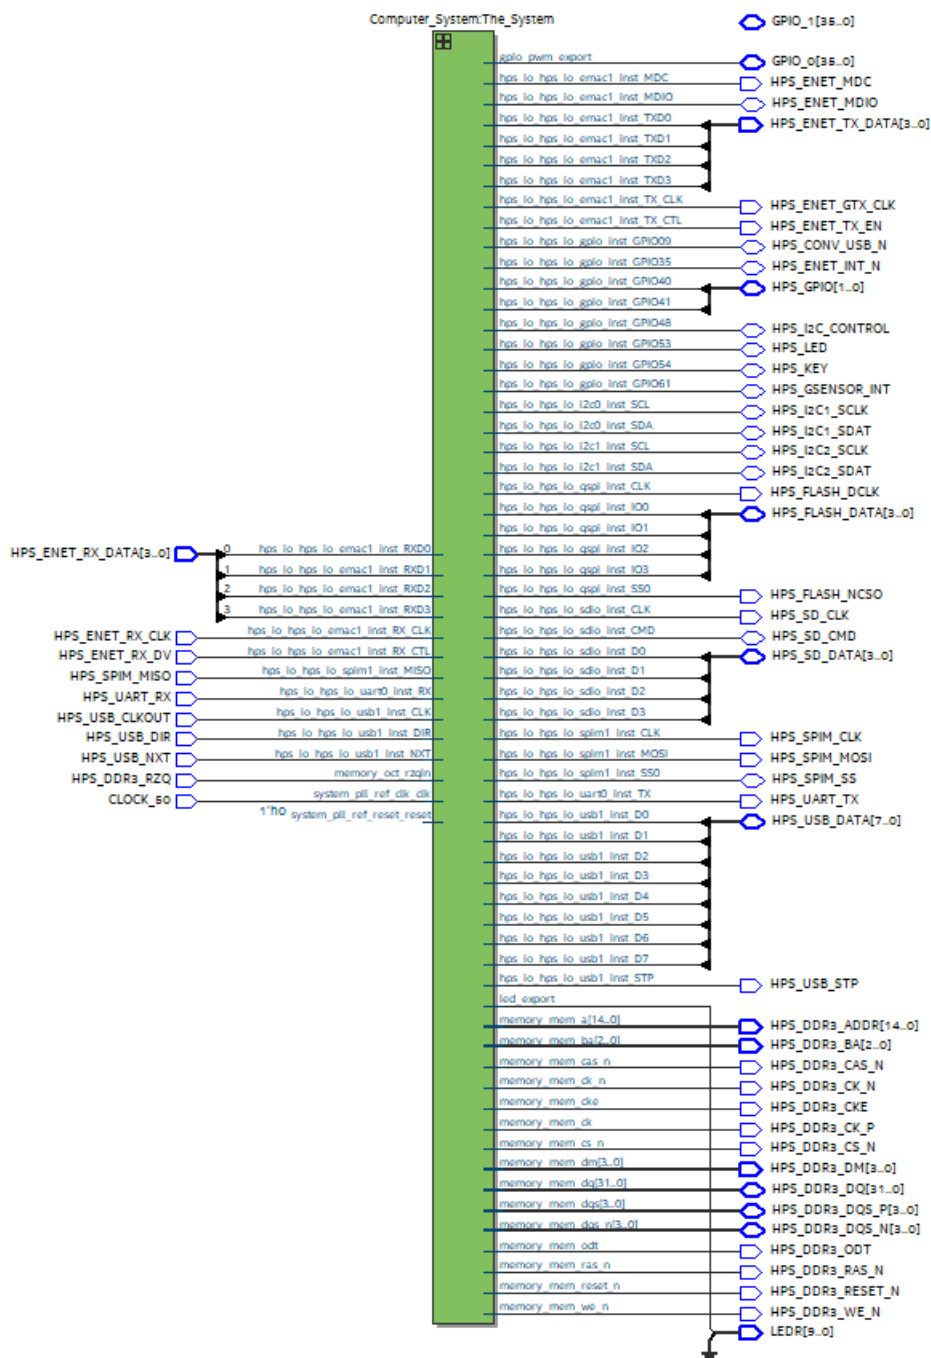 Computer_System:The_System
GPIO_1[35..0]
gpio_pwm_export GPIO_0[35..0]
hps_io_hps_io_emac1_inst_MDC HPS_ENET_MDC
hps_io_hps_io_emac1_inst_MDIO HPS_ENET_MDIO
hps_io_hps_io_emac1_inst_TXD0 HPS_ENET_TX_DATA[3..0]
hps_io_hps_io_emac1_inst_TXD1
hps_io_hps_io_emac1_inst_TXD2
hps_io_hps_io_emac1_inst_TXD3
hps_io_hps_io_emac1_inst_TX_CLK HPS_ENET_GTX_CLK
hps_io_hps_io_emac1_inst_TX_CTL HPS_ENET_TX_EN
hps_io_hps_io_gpio_inst_GPIO09 HPS_CONV_USB_N
hps_io_hps_io_gpio_inst_GPIO35 HPS_ENET_INT_N
hps_io_hps_io_gpio_inst_GPIO40 HPS_GPIO[1..0]
hps_io_hps_io_gpio_inst_GPIO41
hps_io_hps_io_gpio_inst_GPIO48 HPS_I2C_CONTROL
hps_io_hps_io_gpio_inst_GPIO53 HPS_LED
hps_io_hps_io_gpio_inst_GPIO54 HPS_KEY
hps_io_hps_io_gpio_inst_GPIO61 HPS_GSENSOR_INT
hps_io_hps_io_i2c0_inst_SCL HPS_I2C1_SCLK
hps_io_hps_io_i2c0_inst_SDA HPS_I2C1_SDAT
hps_io_hps_io_i2c1_inst_SCL HPS_I2C2_SCLK
hps_io_hps_io_i2c1_inst_SDA HPS_I2C2_SDAT
hps_io_hps_io_qspi_inst_CLK HPS_FLASH_DCLK
hps_io_hps_io_qspi_inst_IO0 HPS_FLASH_DATA[3..0]
hps_io_hps_io_qspi_inst_IO1
HPS_ENET_RX_DATA[3..0] 0 hps_io_hps_io_emac1_inst_RXD0 hps_io_hps_io_qspi_inst_IO2
1 hps_io_hps_io_emac1_inst_RXD1 hps_io_hps_io_qspi_inst_IO3
2 hps_io_hps_io_emac1_inst_RXD2 hps_io_hps_io_qspi_inst_SS0 HPS_FLASH_NCSO
3 hps_io_hps_io_emac1_inst_RXD3 hps_io_hps_io_sdio_inst_CLK HPS_SD_CLK
HPS_ENET_RX_CLK hps_io_hps_io_emac1_inst_RX_CLK hps_io_hps_io_sdio_inst_CMD HPS_SD_CMD
HPS_ENET_RX_DV hps_io_hps_io_emac1_inst_RX_CTL hps_io_hps_io_sdio_inst_D0 HPS_SD_DATA[3..0]
HPS_SPIM_MISO hps_io_hps_io_spim1_inst_MISO hps_io_hps_io_sdio_inst_D1
HPS_UART_RX hps_io_hps_io_uart0_inst_RX hps_io_hps_io_sdio_inst_D2
HPS_USB_CLKOUT hps_io_hps_io_usb1_inst_CLK hps_io_hps_io_sdio_inst_D3
HPS_USB_DIR hps_io_hps_io_usb1_inst_DIR hps_io_hps_io_spim1_inst_CLK HPS_SPIM_CLK
HPS_USB_NXT hps_io_hps_io_usb1_inst_NXT hps_io_hps_io_spim1_inst_MOSI HPS_SPIM_MOSI
HPS_DDR3_RZQ memory_oct_rzqin hps_io_hps_io_spim1_inst_SS0 HPS_SPIM_SS
CLOCK_50 system_pll_ref_clk_clk hps_io_hps_io_uart0_inst_TX HPS_UART_TX
1'h0 system_pll_ref_reset_reset hps_io_hps_io_usb1_inst_D0 HPS_USB_DATA[7..0]
hps_io_hps_io_usb1_inst_D1
hps_io_hps_io_usb1_inst_D2
hps_io_hps_io_usb1_inst_D3
hps_io_hps_io_usb1_inst_D4
hps_io_hps_io_usb1_inst_D5
hps_io_hps_io_usb1_inst_D6
hps_io_hps_io_usb1_inst_D7
hps_io_hps_io_usb1_inst_STP HPS_USB_STP
led_export
memory_mem_a[14..0] HPS_DDR3_ADDR[14..0]
memory_mem_ba[2..0] HPS_DDR3_BA[2..0]
memory_mem_cas_n HPS_DDR3_CAS_N
memory_mem_ck_n HPS_DDR3_CK_N
memory_mem_cke HPS_DDR3_CKE
memory_mem_ck HPS_DDR3_CK_P
memory_mem_cs_n HPS_DDR3_CS_N
memory_mem_dm[3..0] HPS_DDR3_DM[3..0]
memory_mem_dq[31..0] HPS_DDR3_DQ[31..0]
memory_mem_dqs[3..0] HPS_DDR3_DQS_P[3..0]
memory_mem_dqs_n[3..0] HPS_DDR3_DQS_N[3..0]
memory_mem_odt HPS_DDR3_ODT
memory_mem_ras_n HPS_DDR3_RAS_N
memory_mem_reset_n HPS_DDR3_RESET_N
memory_mem_we_n HPS_DDR3_WE_N
LEDR[9..0]